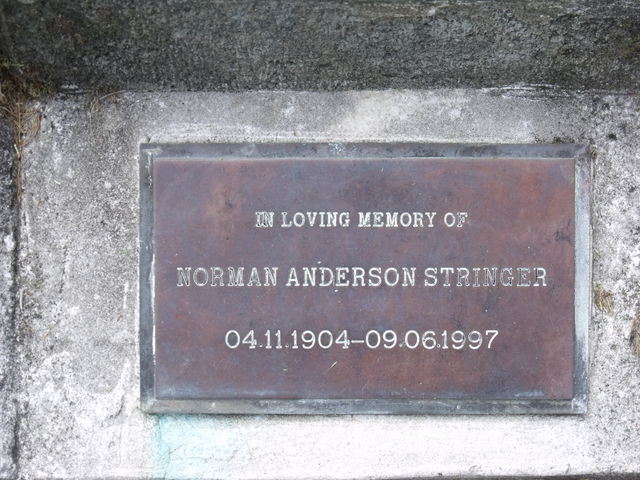 IN LOVING MEMORY OF
NORMAN ANDERSON STRINGER
04.11.1904–09.06.1997